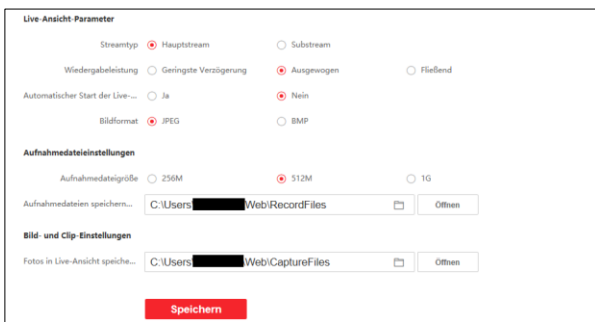 Live-Ansicht-Parameter
Streamtyp Hauptstream Substream
Wiedergabeleistung Geringste Verzögerung Ausgewogen Fließend
Automatischer Start der Live-... Ja Nein
Bildformat JPEG BMP
Aufnahmedateieinstellungen
Aufnahmedateigröße 256M 512M 1G
Aufnahmedateien speichern... C:\Users\ Web\RecordFiles Öffnen
Bild- und Clip-Einstellungen
Fotos in Live-Ansicht speiche... C:\Users\ \Web\CaptureFiles Öffnen
Speichern